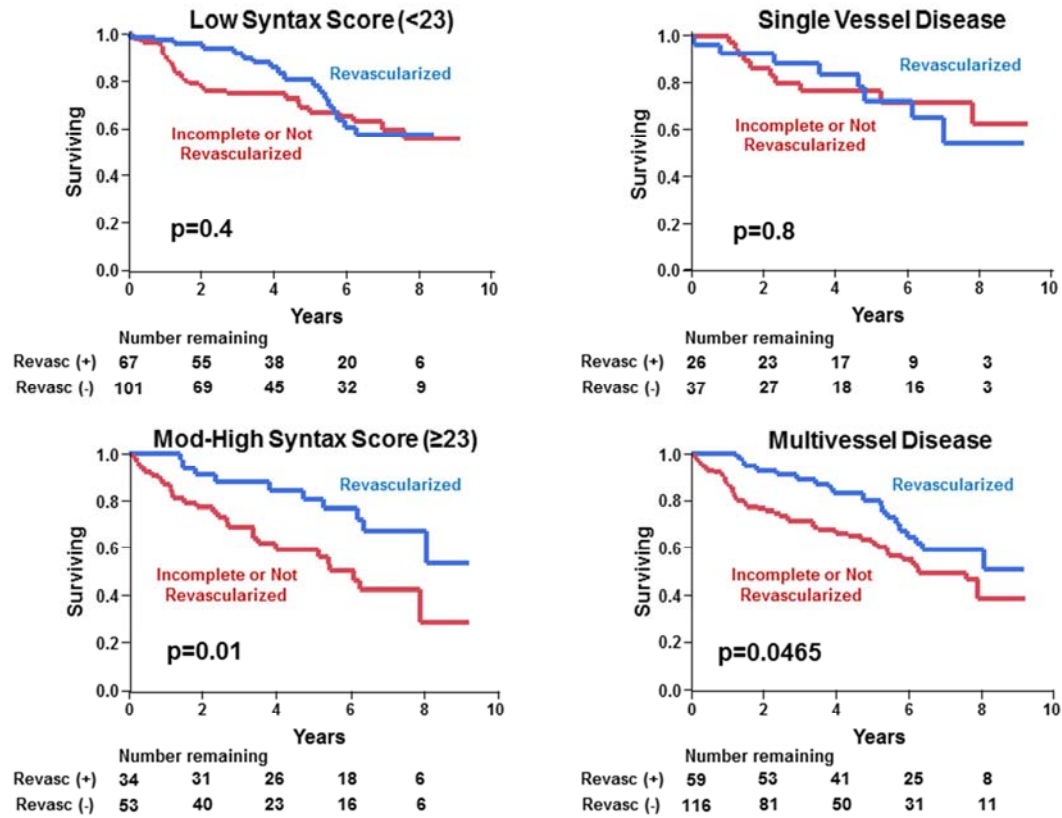 Low Syntax Score (<23)
1.0
0.8
0.6
0.4
0.2
0.0
Surviving
Revascularized
Incomplete or Not
Revascularized
p=0.4
0 2 4 6 8 10
Years
Number remaining
Revasc (+) 67 55 38 20 6
Revasc (-) 101 69 45 32 9
Single Vessel Disease
1.0
0.8
0.6
0.4
0.2
0.0
Surviving
Revascularized
Incomplete or Not
Revascularized
p=0.8
0 2 4 6 8 10
Years
Number remaining
Revasc (+) 26 23 17 9 3
Revasc (-) 37 27 18 16 3
Mod-High Syntax Score (≥23)
1.0
0.8
0.6
0.4
0.2
0.0
Surviving
Revascularized
Incomplete or Not
Revascularized
p=0.01
0 2 4 6 8 10
Years
Number remaining
Revasc (+) 34 31 26 18 6
Revasc (-) 53 40 23 16 6
Multivessel Disease
1.0
0.8
0.6
0.4
0.2
0.0
Surviving
Revascularized
Incomplete or Not
Revascularized
p=0.0465
0 2 4 6 8 10
Years
Number remaining
Revasc (+) 59 53 41 25 8
Revasc (-) 116 81 50 31 11